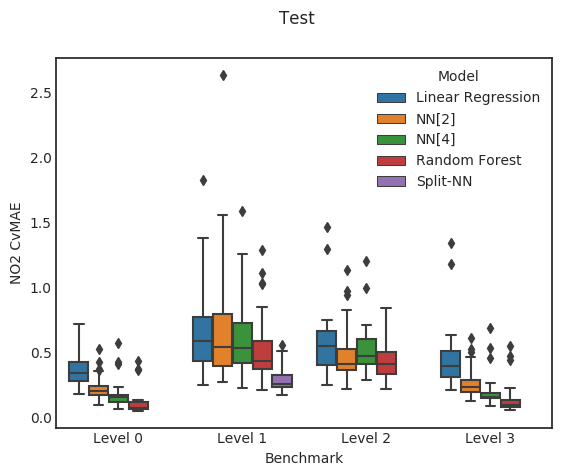 Test
Model
Linear Regression
NN[2]
NN[4]
Random Forest
Split-NN
NO2 CvMAE
2.5
2.0
1.5
1.0
0.5
0.0
Level 0 Level 1 Level 2 Level 3
Benchmark